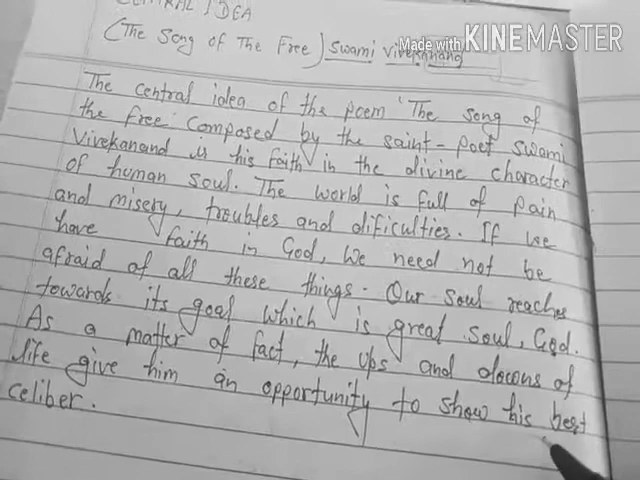 CENTRAL IDEA
(The Song of The Free) Swami Vivekanand
Made with KINEMASTER
The central idea of the poem 'The song of
the free' composed by the saint-poet swami
Vivekanand is his faith in the divine character
of human soul. The world is full of pain
and misery, troubles and dificulties. If we
have faith in God, we need not be
afraid of all these things. Our soul reaches
towards its goal which is great soul, God.
As a matter of fact, the ups and docons of
life give him an opportunity to show his best
celiber.